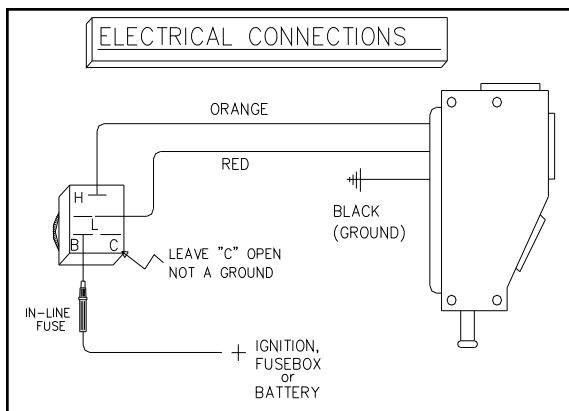 ELECTRICAL CONNECTIONS
ORANGE
RED
H
L
B C
BLACK
(GROUND)
LEAVE "C" OPEN
NOT A GROUND
IN-LINE
FUSE
+ IGNITION,
FUSEBOX
or
BATTERY